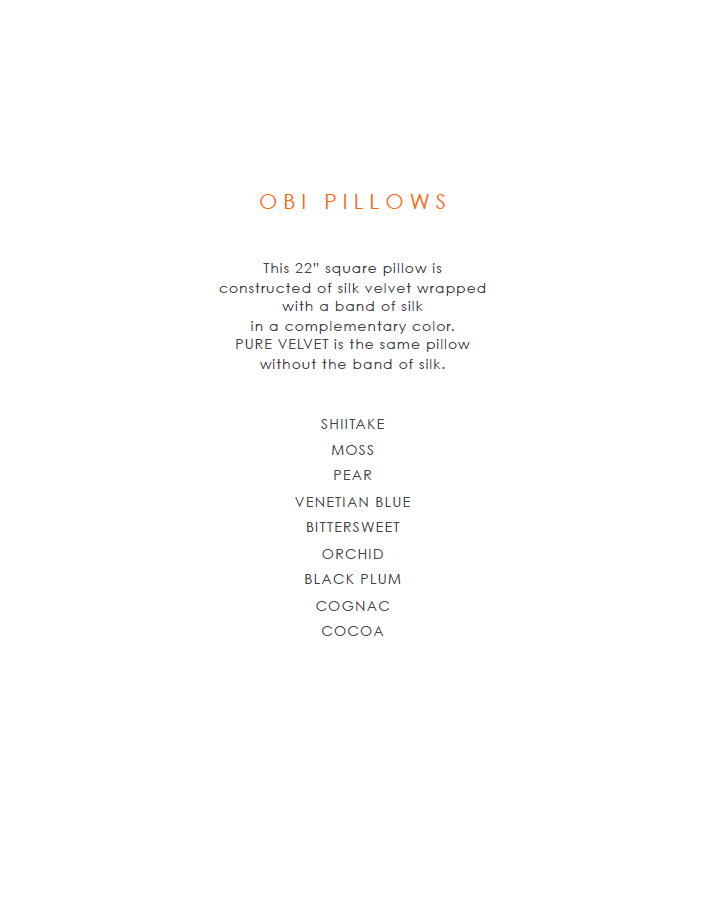 OBI PILLOWS
This 22” square pillow is
constructed of silk velvet wrapped
with a band of silk
in a complementary color.
PURE VELVET is the same pillow
without the band of silk.
SHIITAKE
MOSS
PEAR
VENETIAN BLUE
BITTERSWEET
ORCHID
BLACK PLUM
COGNAC
COCOA